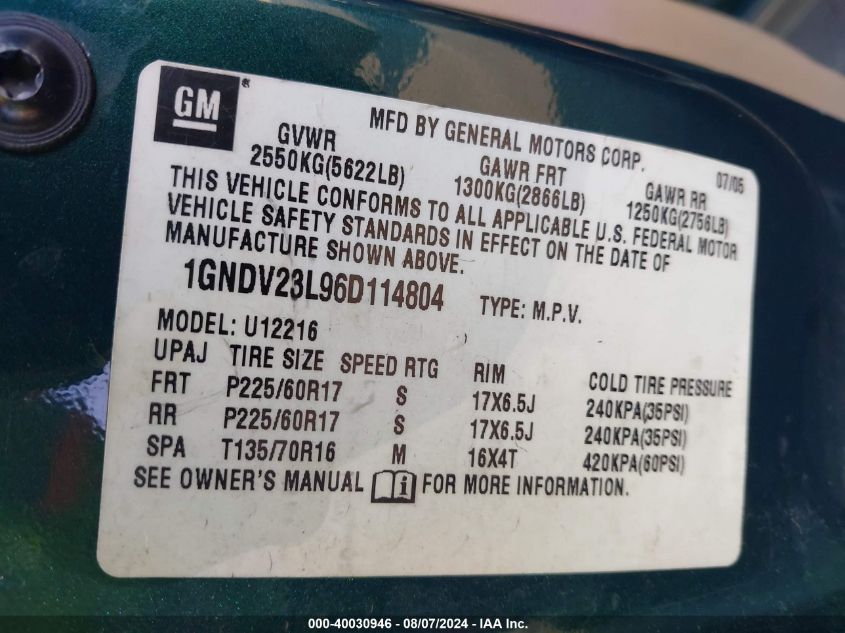 GM ®
MFD BY GENERAL MOTORS CORP. 07/05
GVWR GAWR FRT GAWR RR
2550KG(5622LB) 1300KG(2866LB) 1250KG(2756LB)
THIS VEHICLE CONFORMS TO ALL APPLICABLE U.S. FEDERAL MOTOR
VEHICLE SAFETY STANDARDS IN EFFECT ON THE DATE OF
MANUFACTURE SHOWN ABOVE.
1GNDV23L96D114804 TYPE: M.P.V.
MODEL: U12216
UPAJ TIRE SIZE SPEED RTG RIM COLD TIRE PRESSURE
FRT P225/60R17 S 17X6.5J 240KPA(35PSI)
RR P225/60R17 S 17X6.5J 240KPA(35PSI)
SPA T135/70R16 M 16X4T 420KPA(60PSI)
SEE OWNER'S MANUAL i FOR MORE INFORMATION.
000-40030946 - 08/07/2024 - IAA Inc.